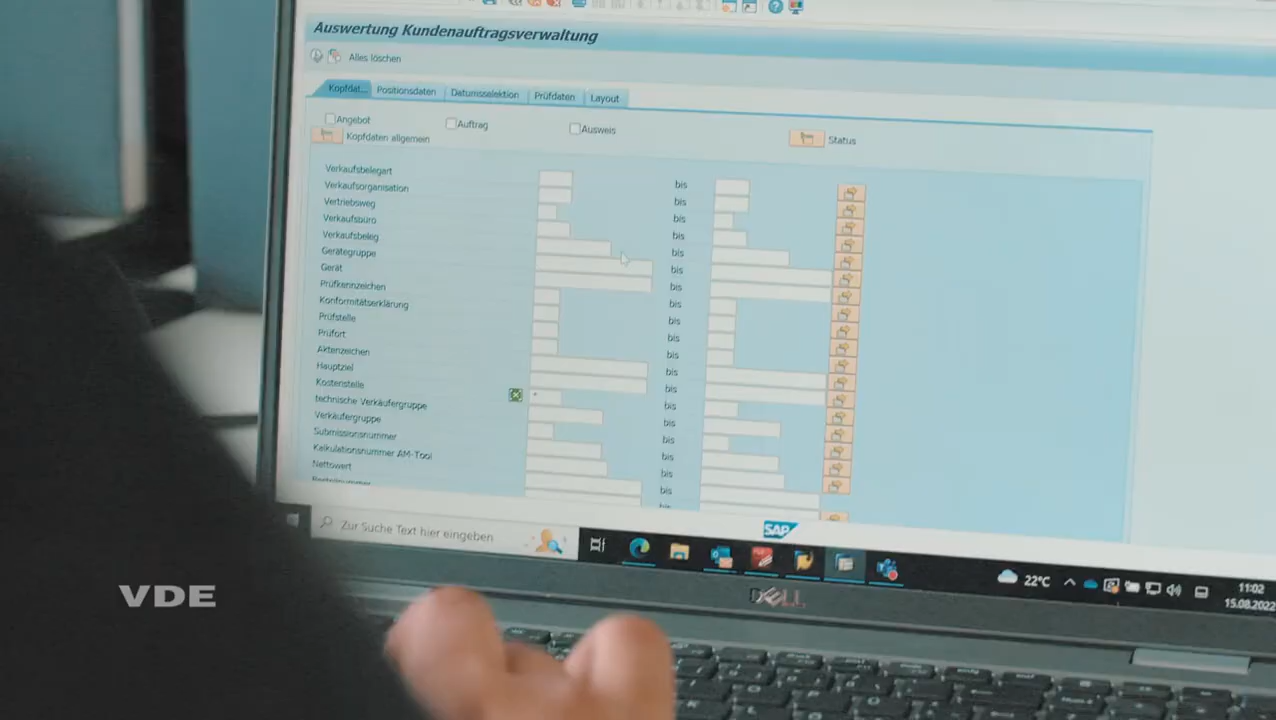 Auswertung Kundenauftragsverwaltung
Alles löschen
Kopfdat... Positionsdaten Datumsselektion Prüfdaten Layout
Angebot Auftrag Ausweis
Kopfdaten allgemein Status
Verkaufsbelegart bis
Verkaufsorganisation bis
Vertriebsweg bis
Verkaufsbüro bis
Verkaufsbeleg bis
Gerätegruppe bis
Gerät bis
Prüfkennzeichen bis
Konformitätserklärung bis
Prüfstelle bis
Prüfort bis
Aktenzeichen bis
Hauptziel bis
Kostenstelle bis
technische Verkäufergruppe * bis
Verkäufergruppe bis
Submissionsnummer bis
Kalkulationsnummer AM-Tool bis
Nettowert bis
SAP
Zur Suche Text hier eingeben
22°C
11:02
15.08.2022
DELL
VDE